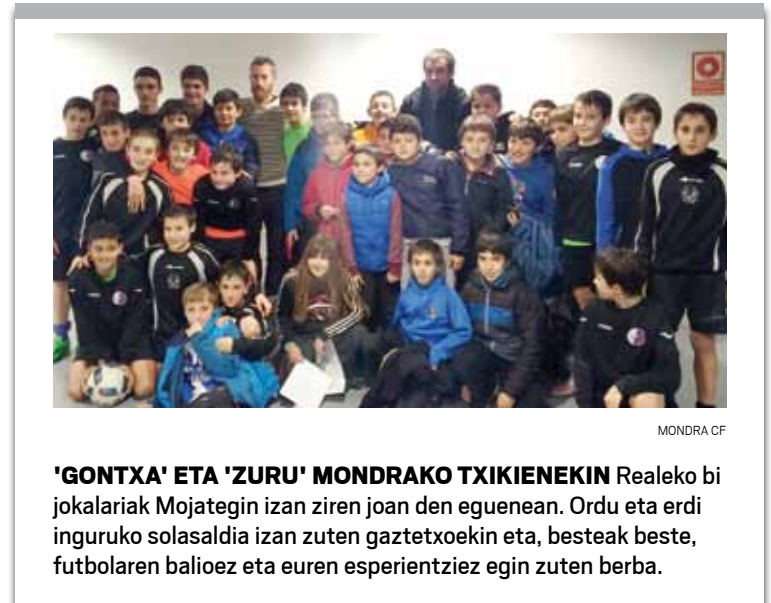 MONDRA CF
'GONTXA' ETA 'ZURU' MONDRAKO TXIKIENEKIN Realeko bi
jokalariak Mojategin izan ziren joan den eguenean. Ordu eta erdi
inguruko solasaldia izan zuten gaztetxoekin eta, besteak beste,
futbolaren balioez eta euren esperientziez egin zuten berba.